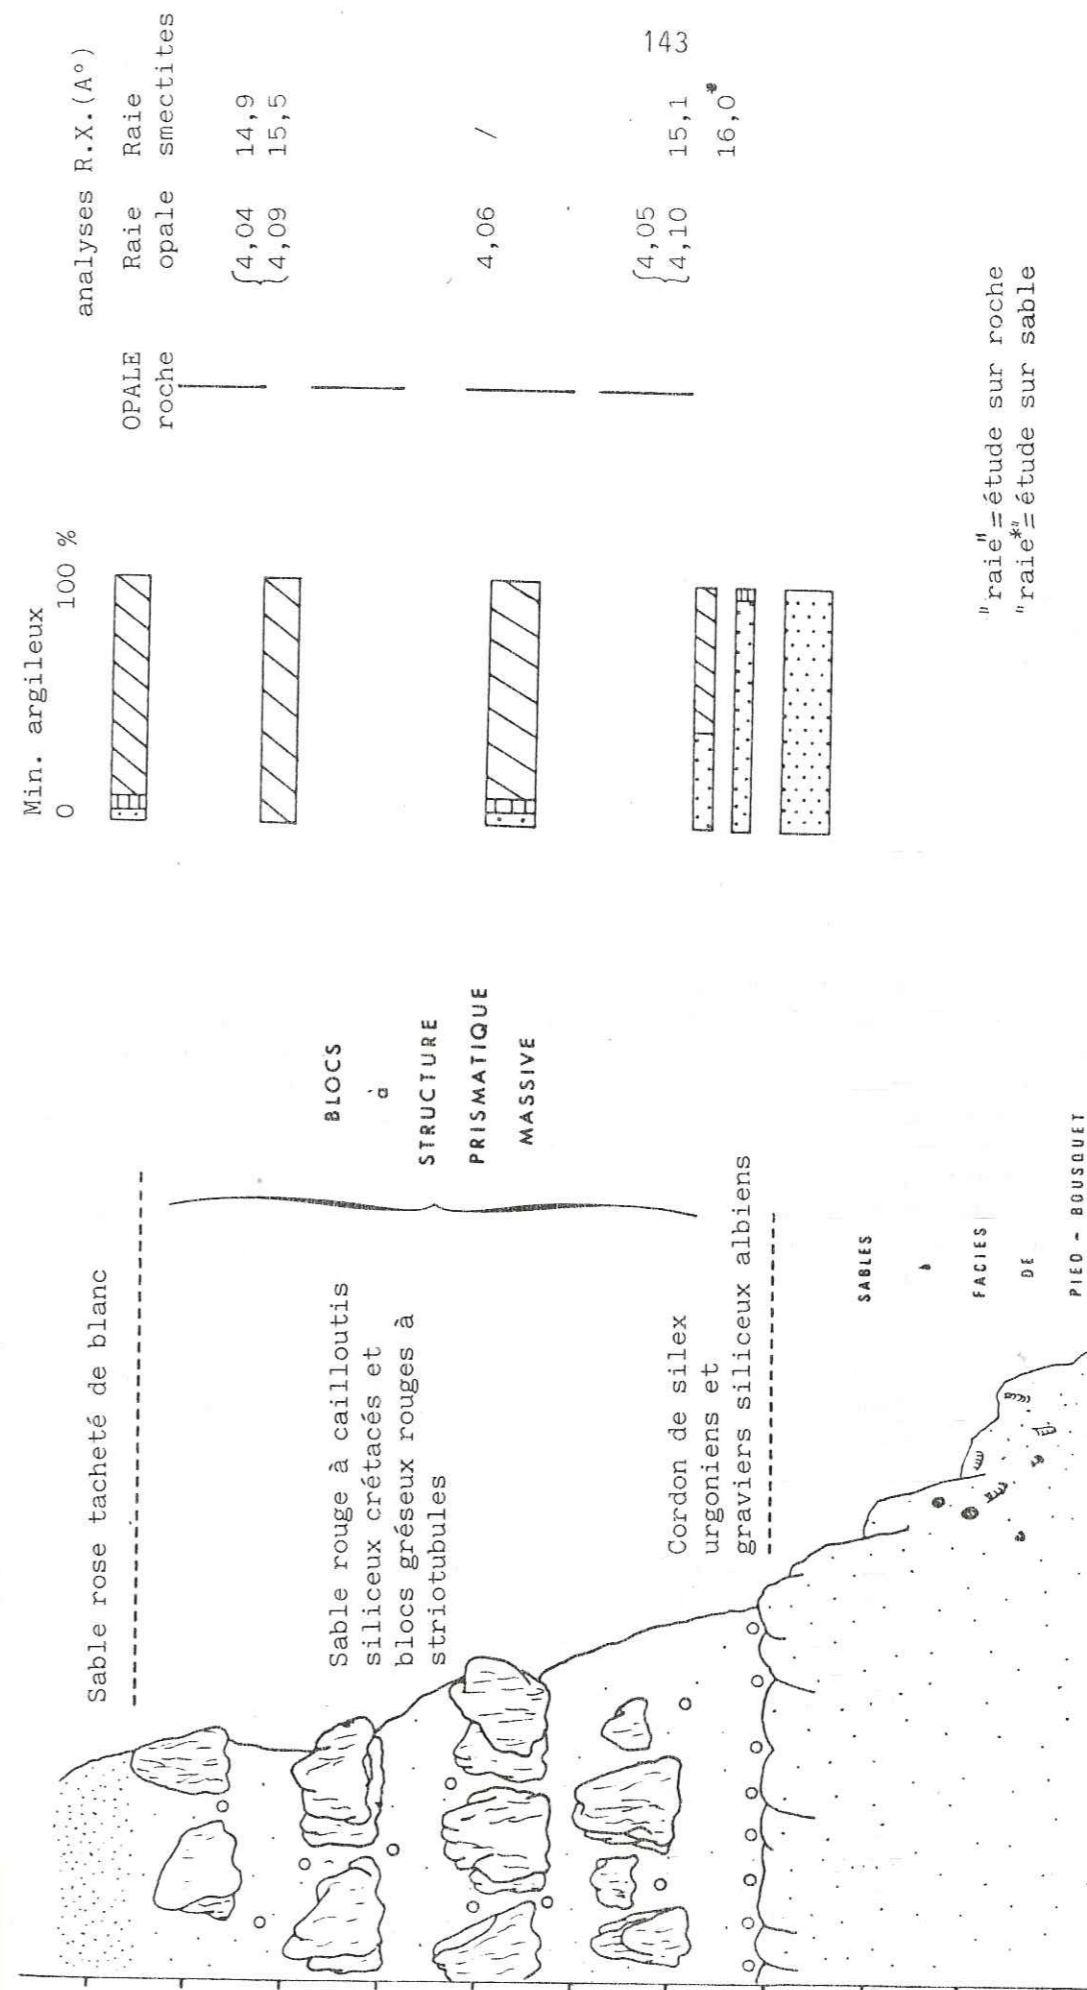 143
Min. argileux
0 100 %
OPALE
roche
analyses R.X.(A°)
Raie Raie
opale smectites
{4,04 14,9
{4,09 15,5
4,06 /
{4,05
{4,10 15,1
16,0*
Sable rose tacheté de blanc
Sable rouge à cailloutis
siliceux crétacés et
blocs gréseux rouges à
striotubules
BLOCS
à
STRUCTURE
PRISMATIQUE
MASSIVE
Cordon de silex
urgoniens et
graviers siliceux albiens
SABLES
à
FACIES
DE
PIED - BOUSQUET
"raie"=étude sur roche
"raie*"=étude sur sable